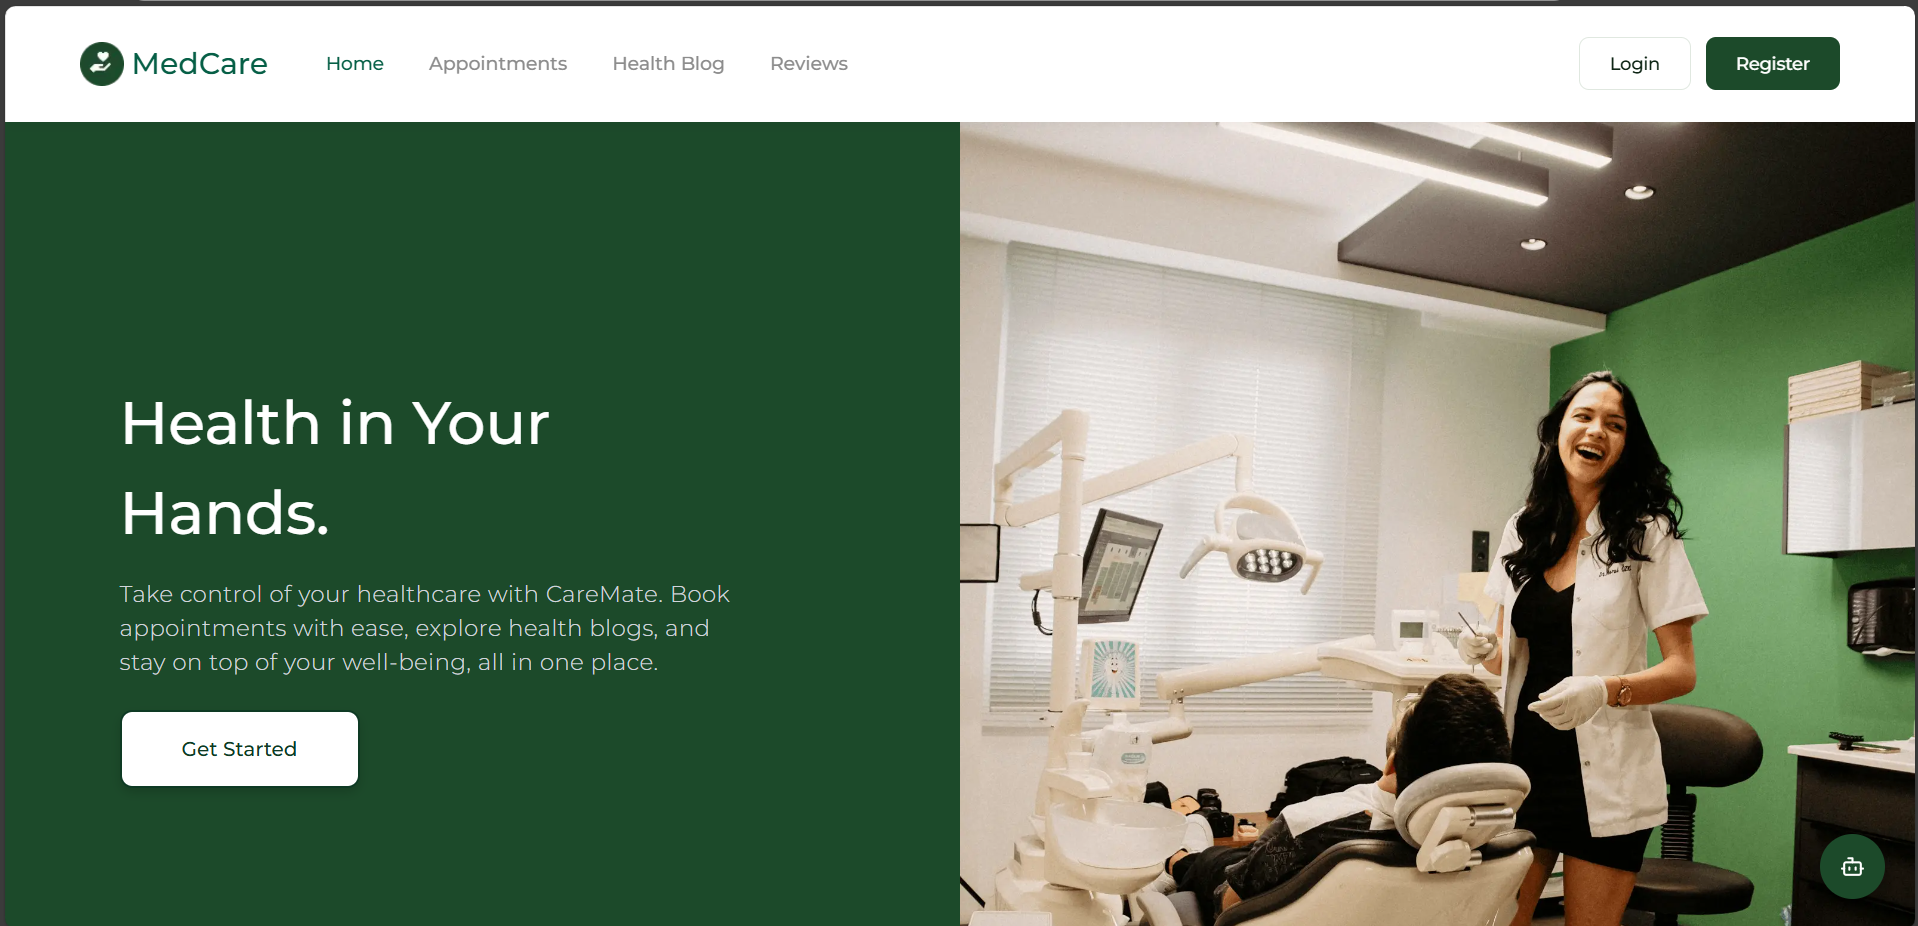 MedCare
Home
Appointments
Health Blog
Reviews
Login
Register
Health in Your
Hands.
Take control of your healthcare with CareMate. Book
appointments with ease, explore health blogs, and
stay on top of your well-being, all in one place.
Get Started